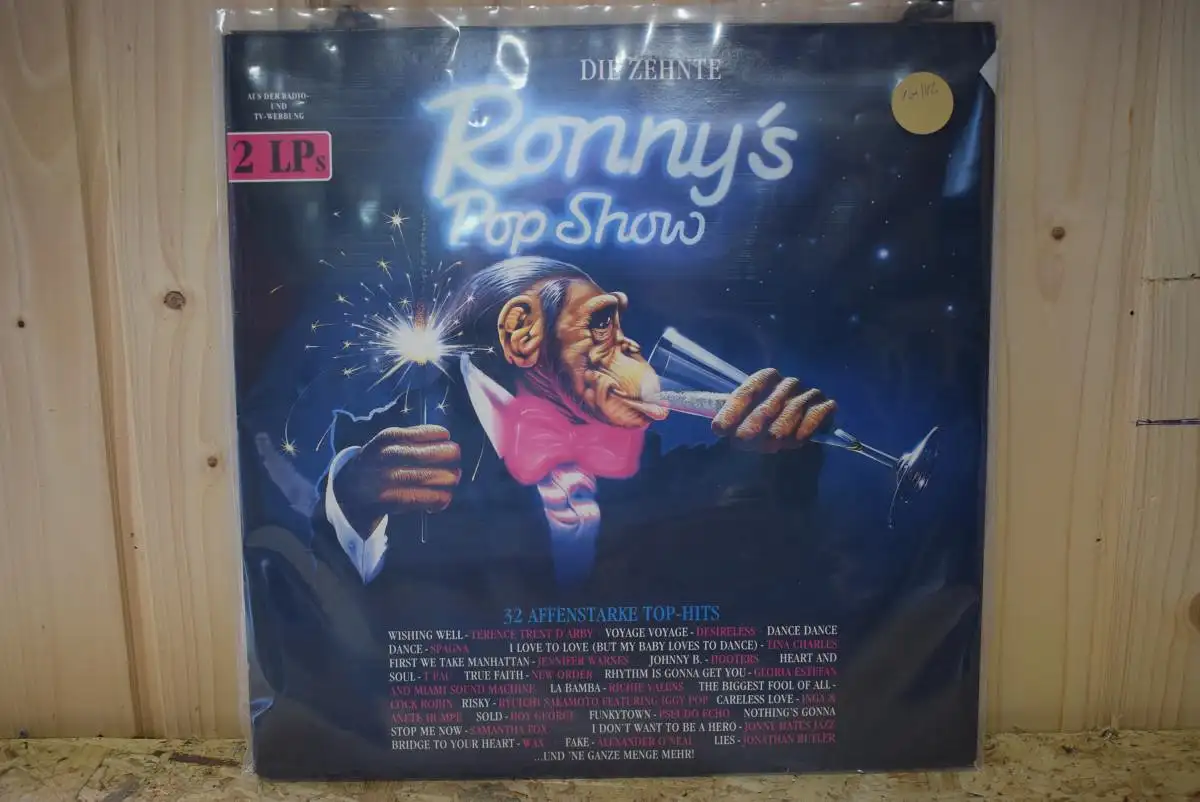 DIE ZEHNTE
AUS DER RADIO-
UND
TV-WERBUNG
2 LPs
Ronny's
Pop Show
32 AFFENSTARKE TOP-HITS
WISHING WELL - TERENCE TRENT D'ARBY VOYAGE VOYAGE - DESIRELESS DANCE DANCE
DANCE - SPAGNA I LOVE TO LOVE (BUT MY BABY LOVES TO DANCE) - TINA CHARLES
FIRST WE TAKE MANHATTAN - JENNIFER WARNES JOHNNY B. - HOOTERS HEART AND
SOUL - T'PAU TRUE FAITH - NEW ORDER RHYTHM IS GONNA GET YOU - GLORIA ESTEFAN
AND MIAMI SOUND MACHINE LA BAMBA - RICHIE VALENS THE BIGGEST FOOL OF ALL -
COCK ROBIN RISKY - RYUICHI SAKAMOTO FEATURING IGGY POP CARELESS LOVE - INGA &
ANETE HUMPE SOLD - BOY GEORGE FUNKYTOWN - PSEUDO ECHO NOTHING'S GONNA
STOP ME NOW - SAMANTHA FOX I DON'T WANT TO BE A HERO - JONNY HATES JAZZ
BRIDGE TO YOUR HEART - WAX FAKE - ALEXANDER O'NEAL LIES - JONATHAN BUTLER
...UND 'NE GANZE MENGE MEHR!